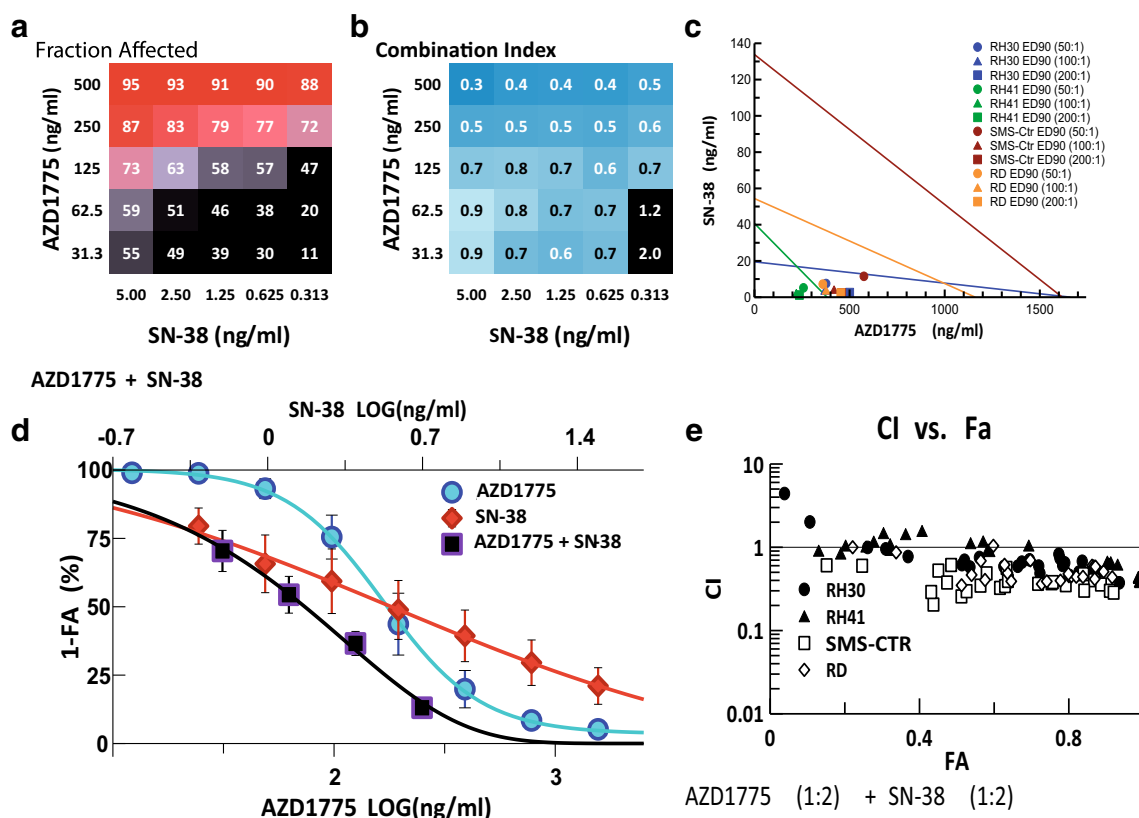 a
Fraction Affected
AZD1775 (ng/ml)
500 95 93 91 90 88
250 87 83 79 77 72
125 73 63 58 57 47
62.5 59 51 46 38 20
31.3 55 49 39 30 11
5.00 2.50 1.25 0.625 0.313
SN-38 (ng/ml)
b
Combination Index
AZD1775 (ng/ml)
500 0.3 0.4 0.4 0.4 0.5
250 0.5 0.5 0.5 0.5 0.6
125 0.7 0.8 0.7 0.6 0.7
62.5 0.9 0.8 0.7 0.7 1.2
31.3 0.9 0.7 0.6 0.7 2.0
5.00 2.50 1.25 0.625 0.313
SN-38 (ng/ml)
c
SN-38 (ng/ml)
140
120
100
80
60
40
20
0
0 500 1000 1500
AZD1775 (ng/ml)
RH30 ED90 (50:1)
RH30 ED90 (100:1)
RH30 ED90 (200:1)
RH41 ED90 (50:1)
RH41 ED90 (100:1)
RH41 ED90 (200:1)
SMS-Ctr ED90 (50:1)
SMS-Ctr ED90 (100:1)
SMS-Ctr ED90 (200:1)
RD ED90 (50:1)
RD ED90 (100:1)
RD ED90 (200:1)
AZD1775 + SN-38
d
SN-38 LOG(ng/ml)
-0.7 0 0.7 1.4
1-FA (%)
100
75
50
25
0
AZD1775
SN-38
AZD1775 + SN-38
2 3
AZD1775 LOG(ng/ml)
e
CI vs. Fa
CI
10
1
0.1
0.01
RH30
RH41
SMS-CTR
RD
0 0.4 0.8
FA
AZD1775 (1:2) + SN-38 (1:2)